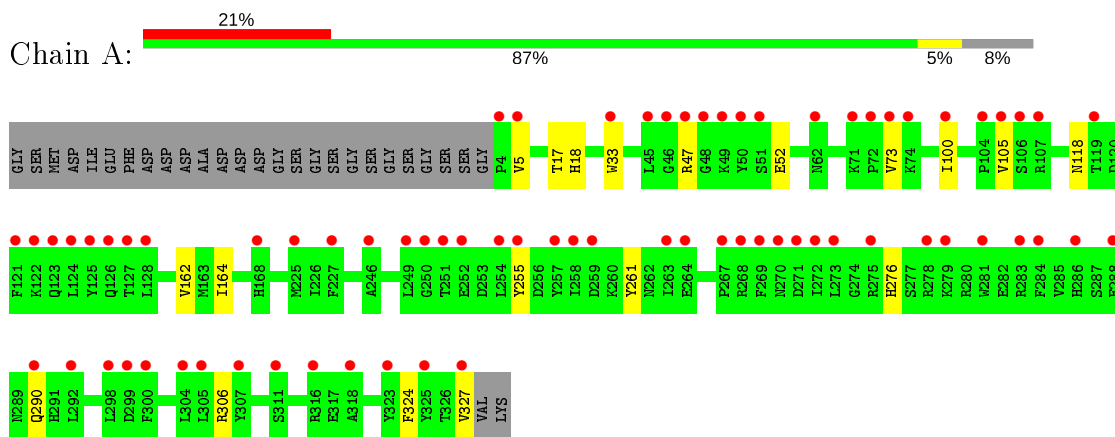 21%
Chain A:
87% 5% 8%
GLY SER MET ASP ILE GLU PHE ASP ASP ASP ALA ASP ASP ASP GLY SER GLY SER GLY SER GLY SER GLY SER SER GLY P4 V5 T17 H18 W33 L45 G46 R47 G48 K49 Y50 S51 E52 N62 K71 P72 V73 K74 I100 P104 V105 S106 R107 N118 T119 D120
F121 K122 Q123 L124 Y125 Q126 T127 L128 V162 M163 I164 H168 M225 I226 F227 A246 L249 G250 T251 E252 D253 L254 Y255 D256 Y257 I258 D259 K260 Y261 N262 I263 E264 P267 R268 F269 N270 D271 I272 L273 G274 R275 H276 S277 R278 K279 R280 W281 E282 R283 F284 V285 H286 S287 E288
N289 Q290 H291 L292 L298 D299 F300 L304 L305 R306 Y307 S311 R316 E317 A318 Y323 F324 Y325 T326 V327 VAL LYS